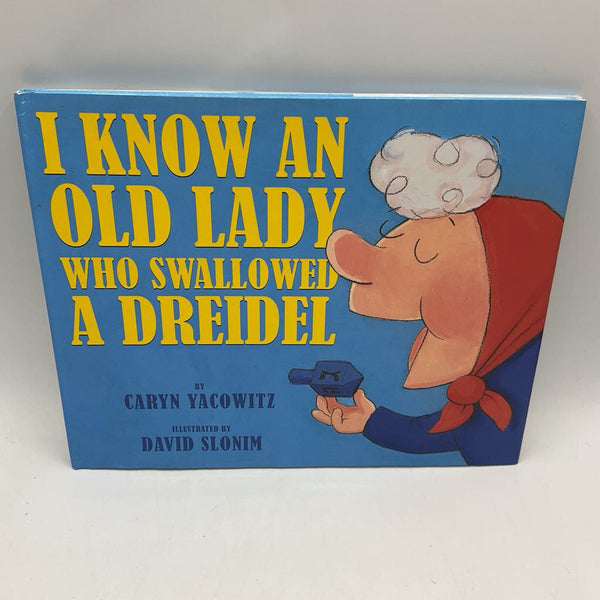 I KNOW AN
OLD LADY
WHO SWALLOWED
A DREIDEL
BY
CARYN YACOWITZ
ILLUSTRATED BY
DAVID SLONIM